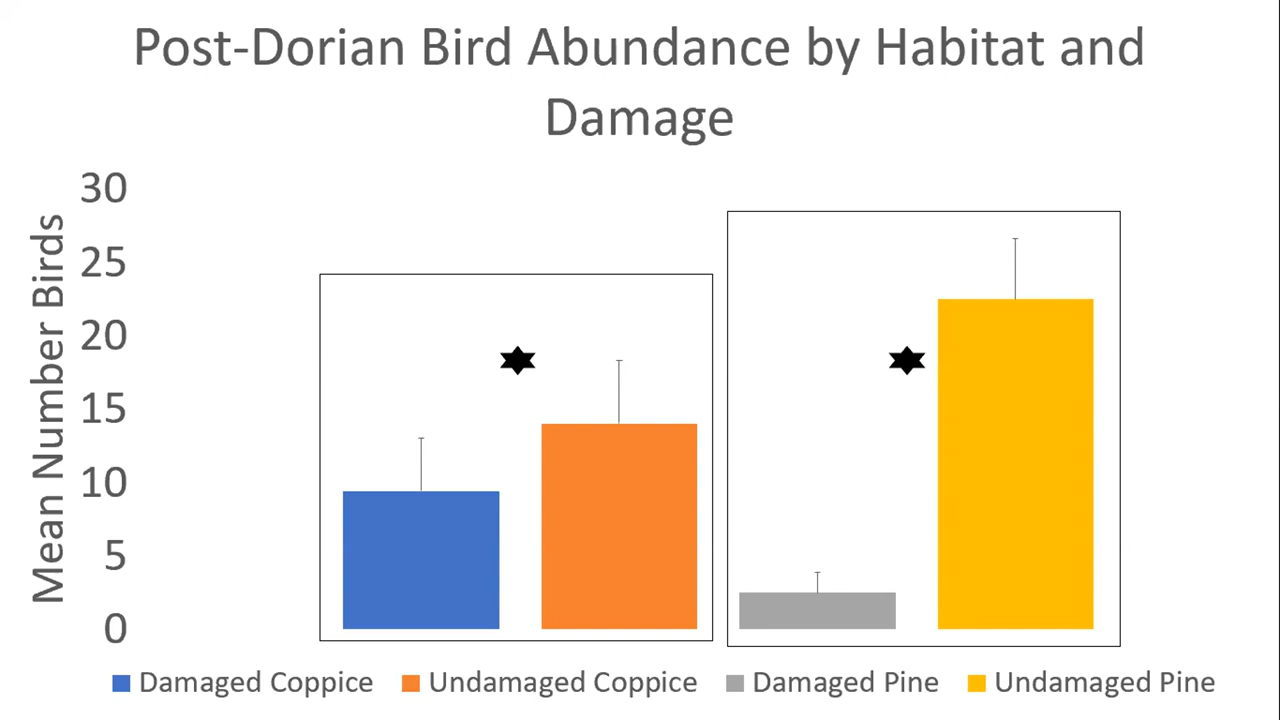 Post-Dorian Bird Abundance by Habitat and
Damage
Mean Number Birds
30
25
20
15
10
5
0
Damaged Coppice Undamaged Coppice Damaged Pine Undamaged Pine